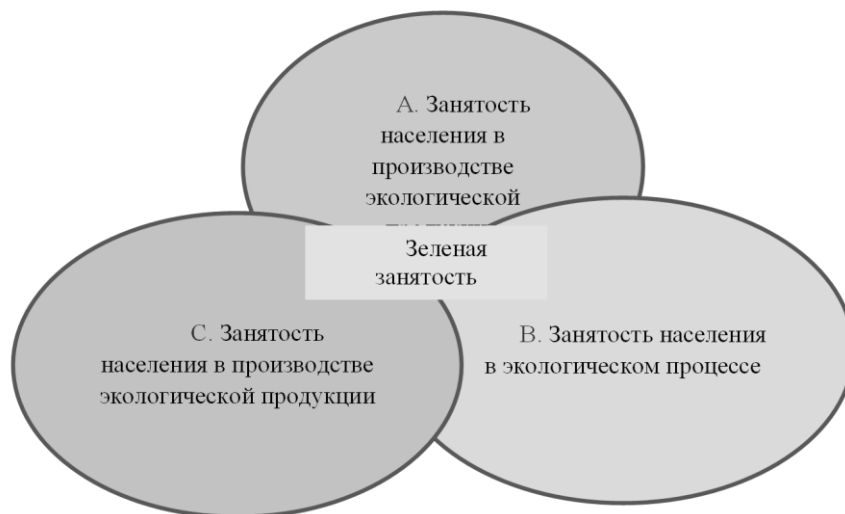 A. Занятость
населения в
производстве
экологической
Зеленая
занятость
C. Занятость
населения в производстве
экологической продукции
B. Занятость населения
в экологическом процессе